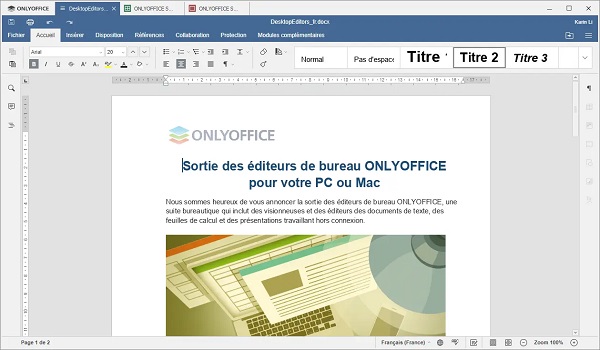 ONLYOFFICE
DesktopEditors_...
ONLYOFFICE S...
ONLYOFFICE S...
DesktopEditors_fr.docx
Karin Li
Fichier Accueil Insérer Disposition Références Collaboration Protection Modules complémentaires
Arial 20
Normal Pas d'espace Titre Titre 2 Titre 3
ONLYOFFICE
Sortie des éditeurs de bureau ONLYOFFICE
pour votre PC ou Mac
Nous sommes heureux de vous annoncer la sortie des éditeurs de bureau ONLYOFFICE, une
suite bureautique qui inclut des visionneuses et des éditeurs des documents de texte, des
feuilles de calcul et des présentations travaillant hors connexion.
Page 1 de 2 Français (France) Zoom 100%